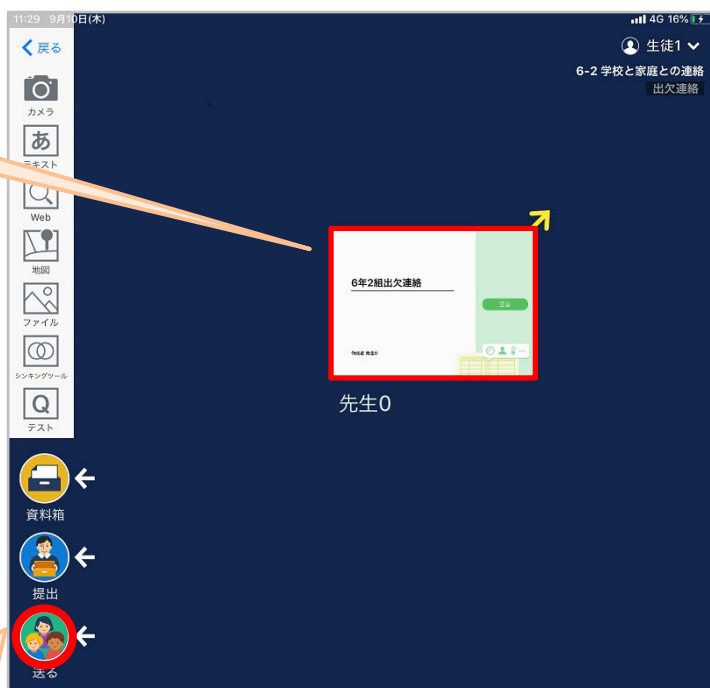 11:29 9月10日(木)
4G 16%
戻る
生徒1
6-2 学校と家庭との連絡
出欠連絡
カメラ
あ
テキスト
Web
地図
ファイル
シンキングツール
Q
テスト
6年2組出欠連絡
先生0
資料箱
提出
送る